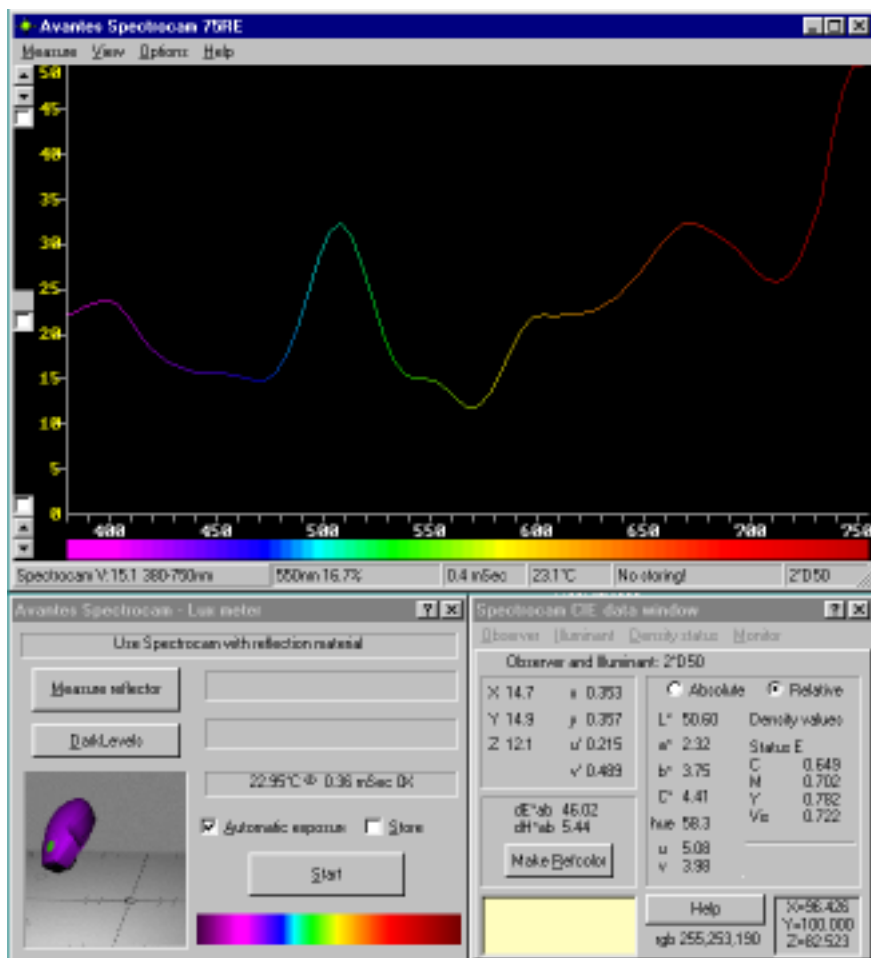 Avantes Spectrocam 75RE
Measure View Options Help
50
45
40
35
30
25
20
15
10
5
0
400 450 500 550 600 650 700 750
Spectrocam V:15.1 380-750nm 550nm 16.7% 0.4 mSec 23.1°C No storing! 2°D50
Avantes Spectrocam - Lux meter
Use Spectrocam with reflection material
Measure reflector
DarkLevels
22.95°C 0.36 mSec 0%
Automatic exposure Store
Start
Spectrocam CIE data window
Observer Illuminant Density status Monitor
Observer and Illuminant: 2°D50
X 14.7 x 0.353
Y 14.9 y 0.357
Z 12.1 u' 0.215
v' 0.489
dE*ab 46.02
dH*ab 5.44
Make Refcolor
Absolute Relative
L* 50.60
a* 2.32
b* 3.75
C* 4.41
hue 58.3
u 5.08
v 3.98
Density values
Status E
C 0.649
M 0.702
Y 0.782
Vis 0.722
Help
rgb 255,253,190
X=96.426
Y=100.000
Z=82.523